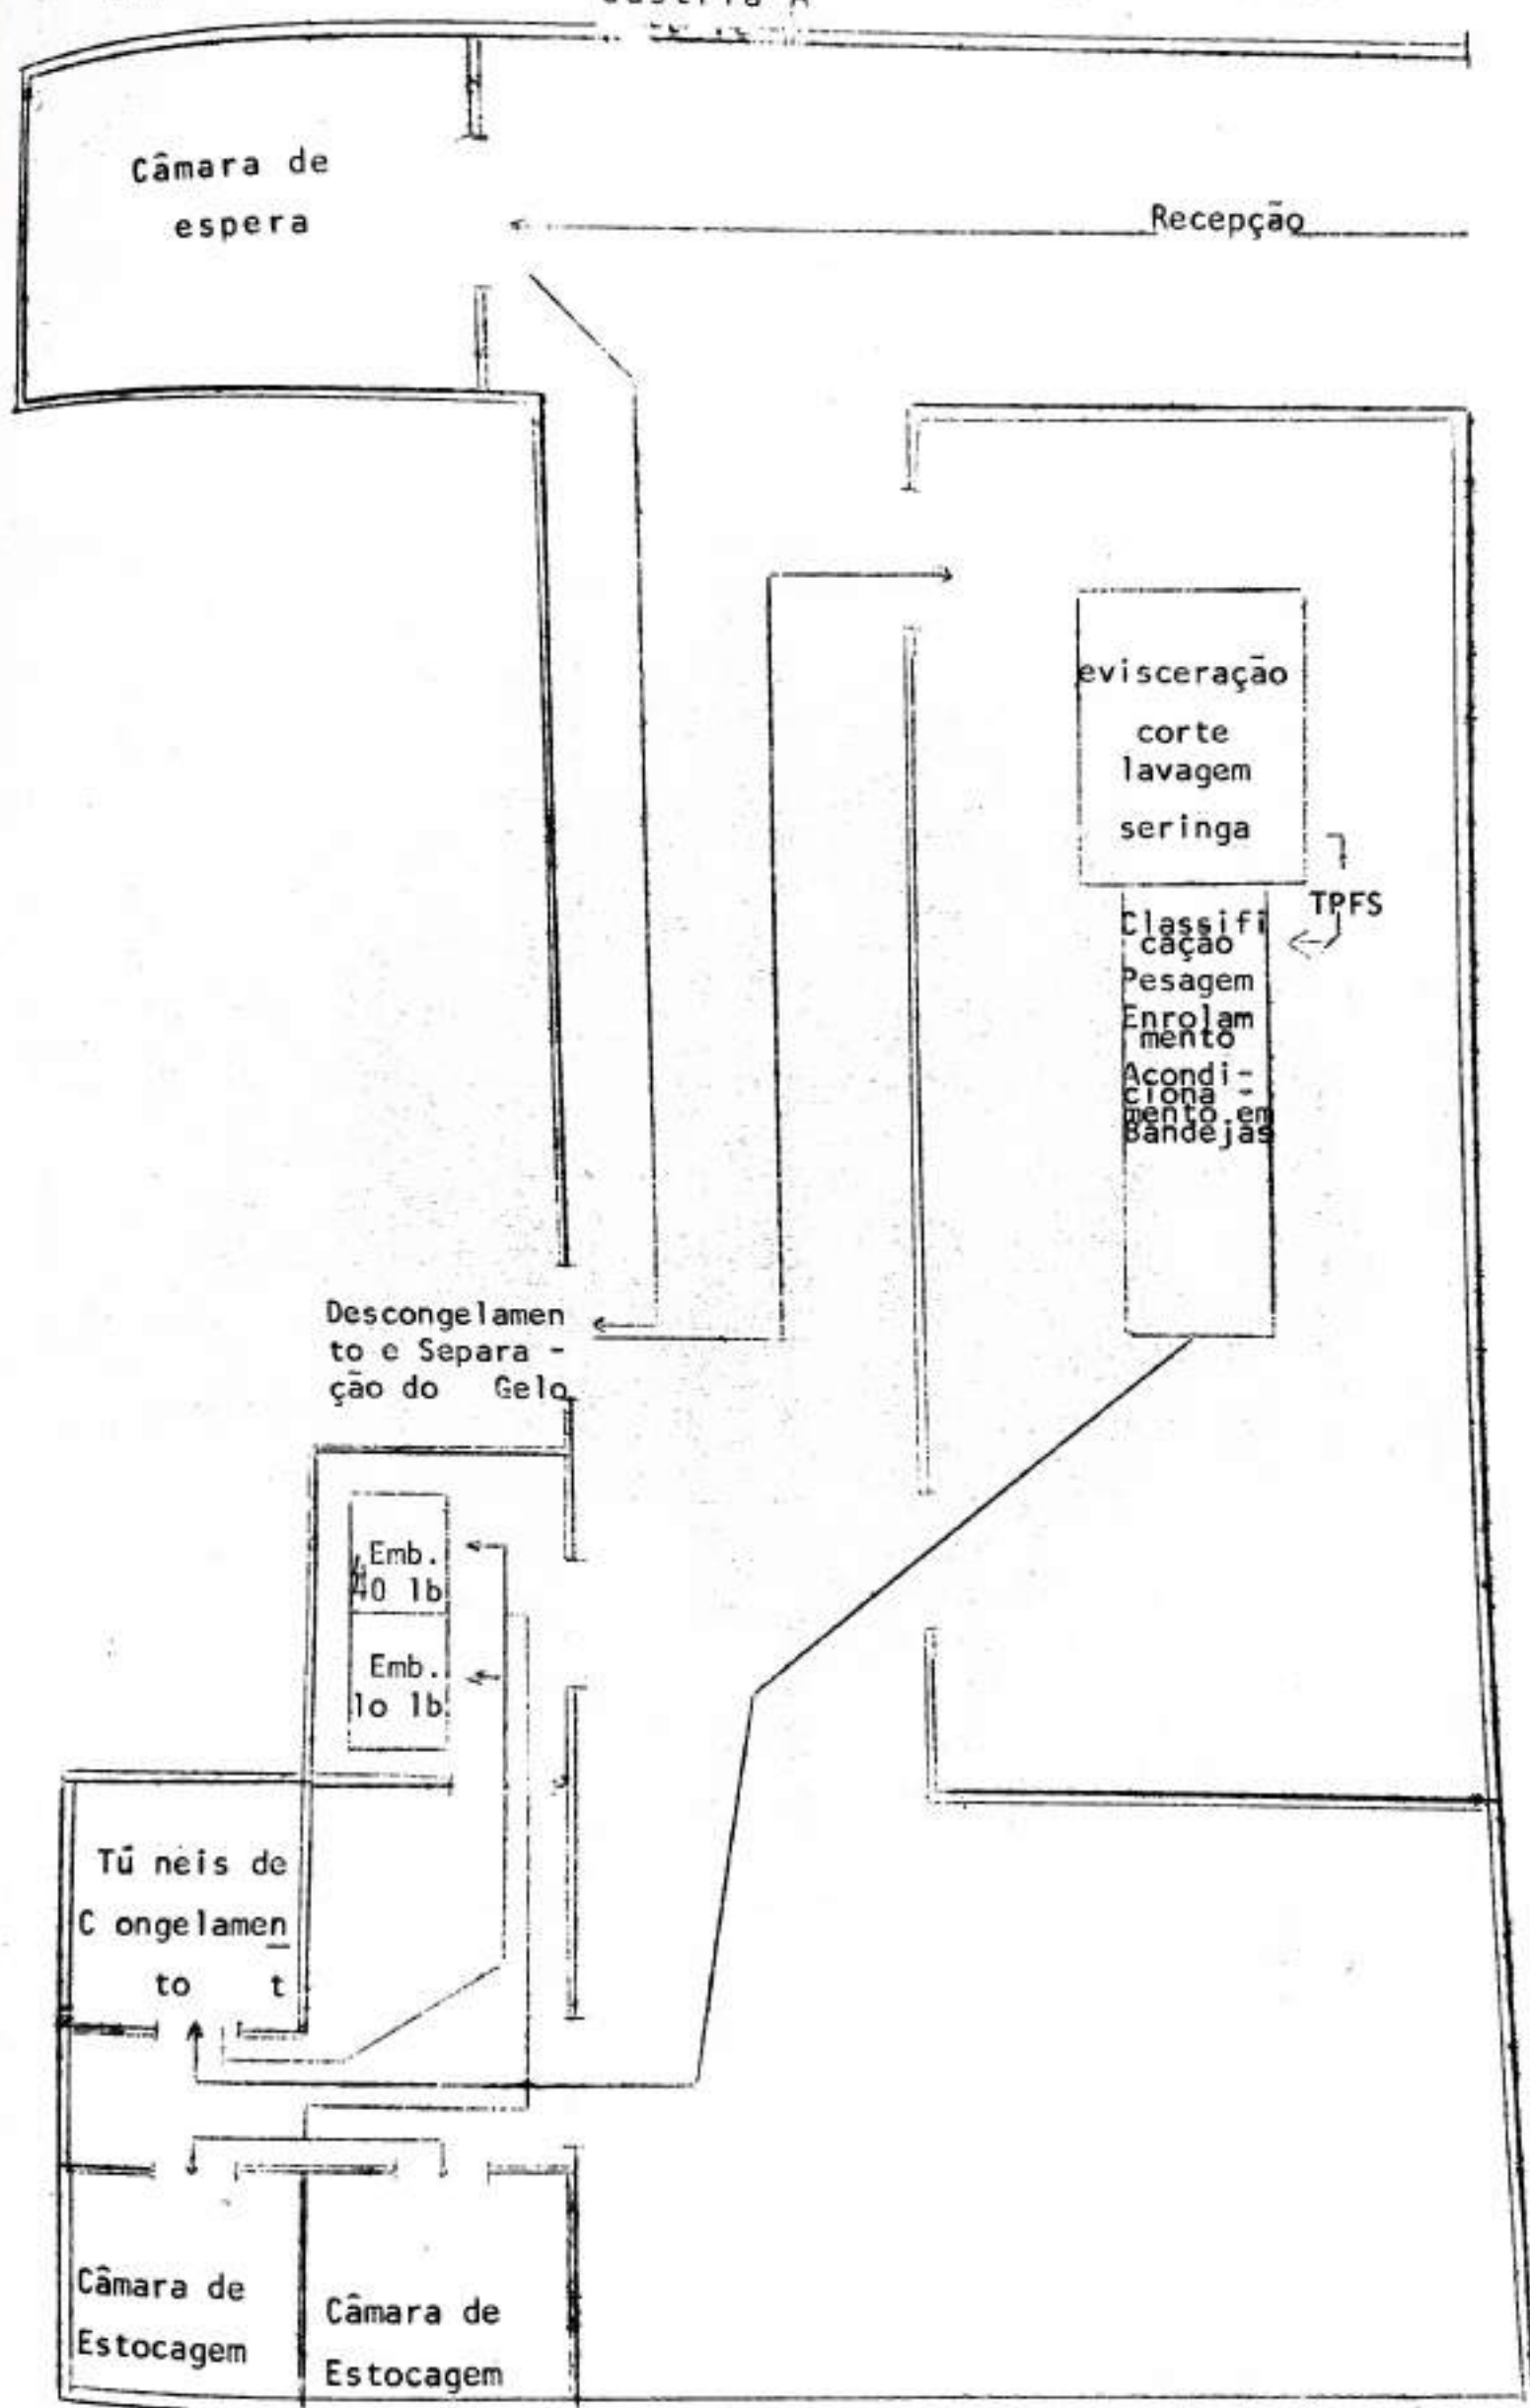 Câmara de
espera
Recepção
evisceração
corte
lavagem
seringa
TPFS
Classifi
cação
Pesagem
Enrolam
mento
Acondi-
ciona -
mento em
Bandejas
Descongelamen
to e Separa -
ção do Gelo
Emb.
40 lb
Emb.
lo lb
Tú neis de
C ongelamen
to t
Câmara de
Estocagem
Câmara de
Estocagem